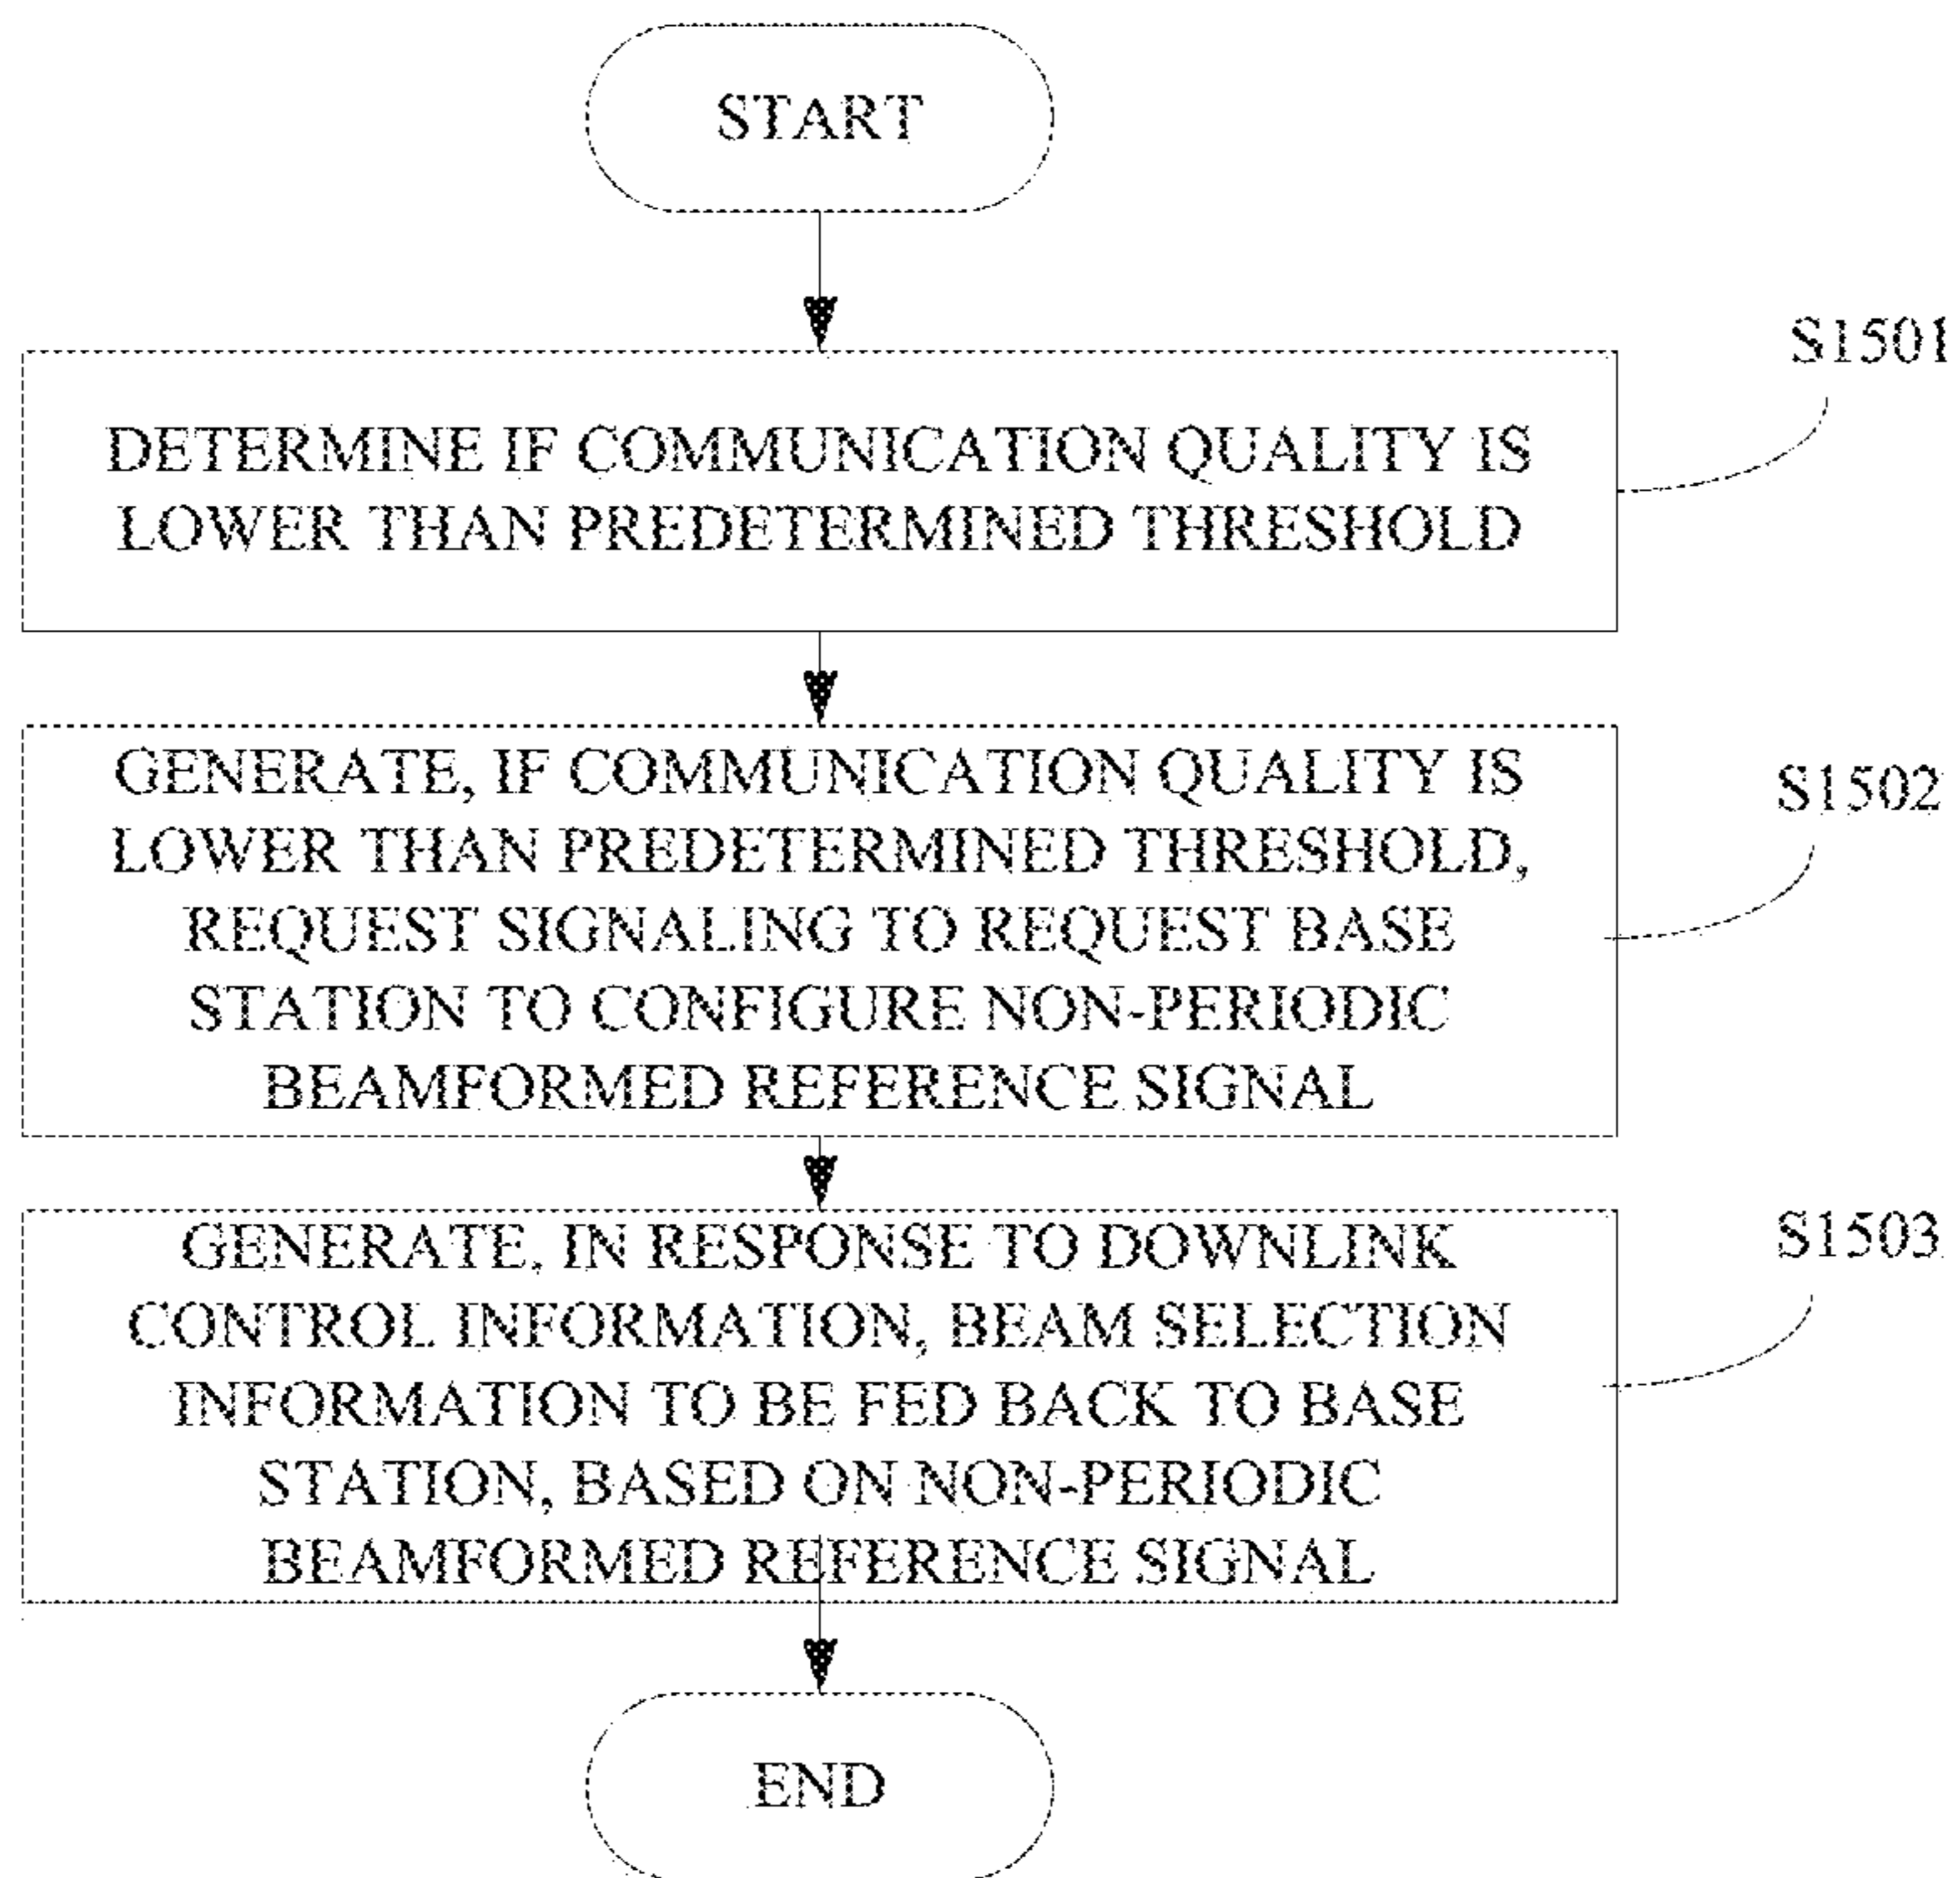 START
S1501
DETERMINE IF COMMUNICATION QUALITY IS
LOWER THAN PREDETERMINED THRESHOLD
S1502
GENERATE, IF COMMUNICATION QUALITY IS
LOWER THAN PREDETERMINED THRESHOLD,
REQUEST SIGNALING TO REQUEST BASE
STATION TO CONFIGURE NON-PERIODIC
BEAMFORMED REFERENCE SIGNAL
S1503
GENERATE, IN RESPONSE TO DOWNLINK
CONTROL INFORMATION, BEAM SELECTION
INFORMATION TO BE FED BACK TO BASE
STATION, BASED ON NON-PERIODIC
BEAMFORMED REFERENCE SIGNAL
END